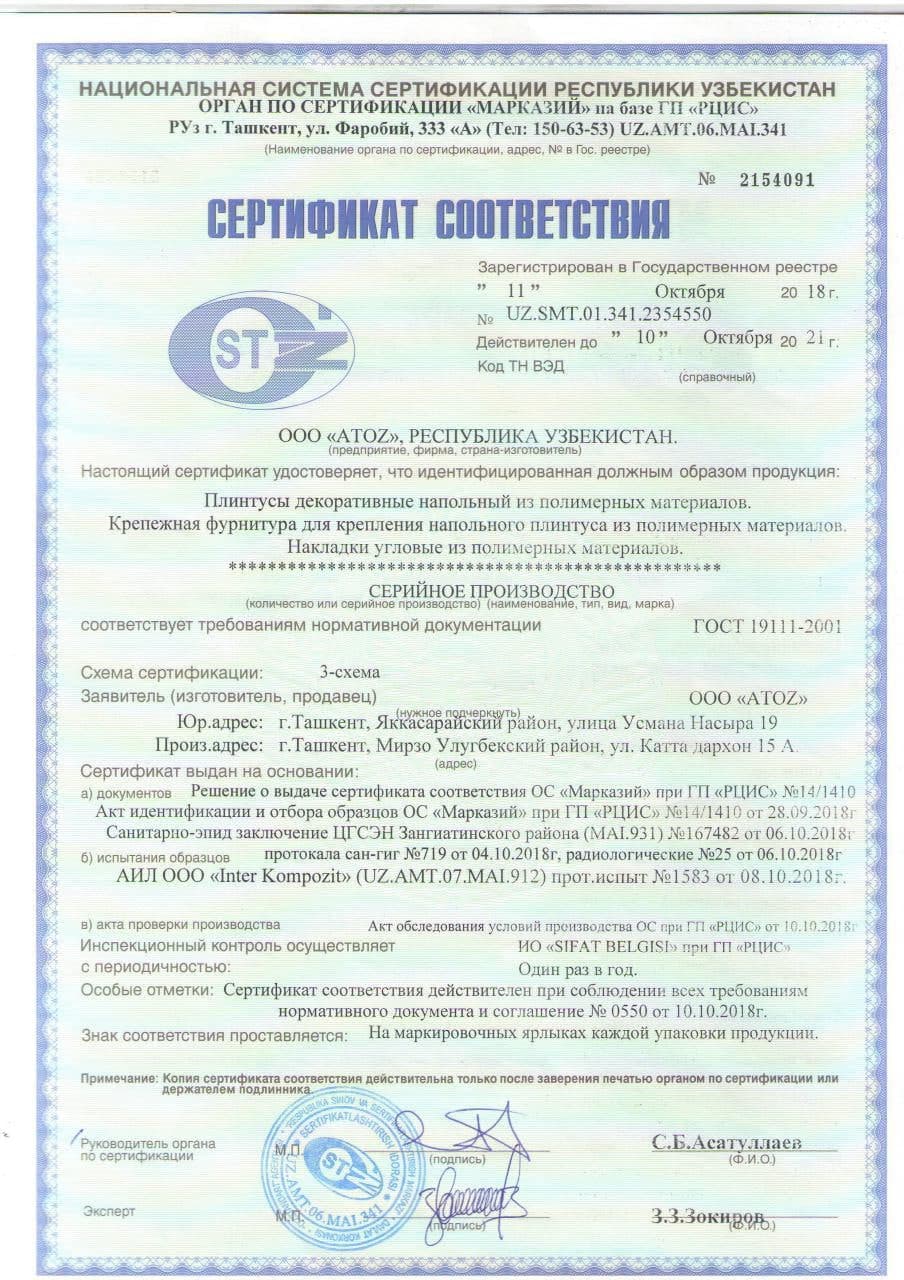 НАЦИОНАЛЬНАЯ СИСТЕМА СЕРТИФИКАЦИИ РЕСПУБЛИКИ УЗБЕКИСТАН
ОРГАН ПО СЕРТИФИКАЦИИ «МАРКАЗИЙ» на базе ГП «РЦИС»
РУз г. Ташкент, ул. Фаробий, 333 «А» (Тел: 150-63-53) UZ.AMT.06.MAI.341
(Наименование органа по сертификации, адрес, № в Гос. реестре)
№ 2154091
СЕРТИФИКАТ СООТВЕТСТВИЯ
Зарегистрирован в Государственном реестре
" 11 " Октября 20 18 г.
№ UZ.SMT.01.341.2354550
Действителен до " 10 " Октября 20 21 г.
Код ТН ВЭД
(справочный)
ST
ООО «ATOZ», РЕСПУБЛИКА УЗБЕКИСТАН.
(предприятие, фирма, страна-изготовитель)
Настоящий сертификат удостоверяет, что идентифицированная должным образом продукция:
Плинтусы декоративные напольный из полимерных материалов.
Крепежная фурнитура для крепления напольного плинтуса из полимерных материалов.
Накладки угловые из полимерных материалов.
**************************************************
СЕРИЙНОЕ ПРОИЗВОДСТВО
(количество или серийное производство) (наименование, тип, вид, марка)
соответствует требованиям нормативной документации ГОСТ 19111-2001
Схема сертификации: 3-схема
Заявитель (изготовитель, продавец) ООО «ATOZ»
(нужное подчеркнуть)
Юр.адрес: г.Ташкент, Яккасарайский район, улица Усмана Насыра 19
Произ.адрес: г.Ташкент, Мирзо Улугбекский район, ул. Катта дархон 15 А.
(адрес)
Сертификат выдан на основании:
а) документов Решение о выдаче сертификата соответствия ОС «Марказий» при ГП «РЦИС» №14/1410
Акт идентификации и отбора образцов ОС «Марказий» при ГП «РЦИС» №14/1410 от 28.09.2018г
Санитарно-эпид заключение ЦГСЭН Зангиатинского района (MAI.931) №167482 от 06.10.2018г
б) испытания образцов протокала сан-гиг №719 от 04.10.2018г, радиологические №25 от 06.10.2018г
АИЛ ООО «Inter Kompozit» (UZ.AMT.07.MAI.912) прот.испыт №1583 от 08.10.2018г.
в) акта проверки производства Акт обследования условий производства ОС при ГП «РЦИС» от 10.10.2018г
Инспекционный контроль осуществляет ИО «SIFAT BELGISI» при ГП «РЦИС»
с периодичностью: Один раз в год.
Особые отметки: Сертификат соответствия действителен при соблюдении всех требованиям
нормативного документа и соглашение № 0550 от 10.10.2018г.
Знак соответствия проставляется: На маркировочных ярлыках каждой упаковки продукции.
Примечание: Копия сертификата соответствия действительна только после заверения печатью органом по сертификации или
держателем подлинника.
Руководитель органа
по сертификации
М.П.
(подпись)
С.Б.Асатуллаев
(Ф.И.О.)
Эксперт
М.П.
(подпись)
З.З.Зокиров
(Ф.И.О.)
ST
UZ.AMT.06.MAI.341